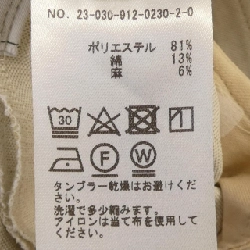 NO. 23-030-912-0230-2-0
ポリエステル 81%
綿 13%
麻 6%
30
F W
タンブラー乾燥はお避けくだ
さい。
洗濯で多少縮みます。
アイロンは当て布を使用して
ください。